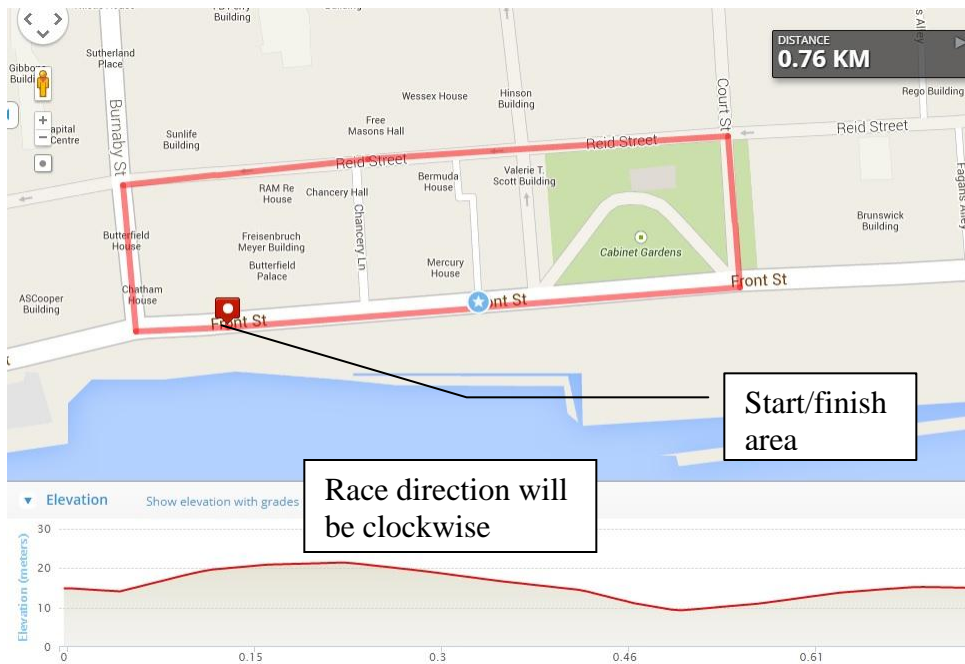 Building
Sutherland
Place
DISTANCE
0.76 KM
Wessex House
Hinson
Building
Rego Building
Court St
Burnaby St
Free
Masons Hall
Sunlife
Building
Reid Street
Reid Street
Reid Street
RAM Re
House
Chancery Hall
Bermuda
House
Valerie T.
Scott Building
Fagans Alley
Brunswick
Building
Chancery Ln
Butterfield
House
Freisenbruch
Meyer Building
Butterfield
Palace
Mercury
House
Cabinet Gardens
Chatham
House
ASCooper
Building
Front St
Front St
Start/finish
area
Race direction will
be clockwise
Elevation
Show elevation with grades
Elevation (meters)
30
20
10
0
0
0.15
0.3
0.46
0.61